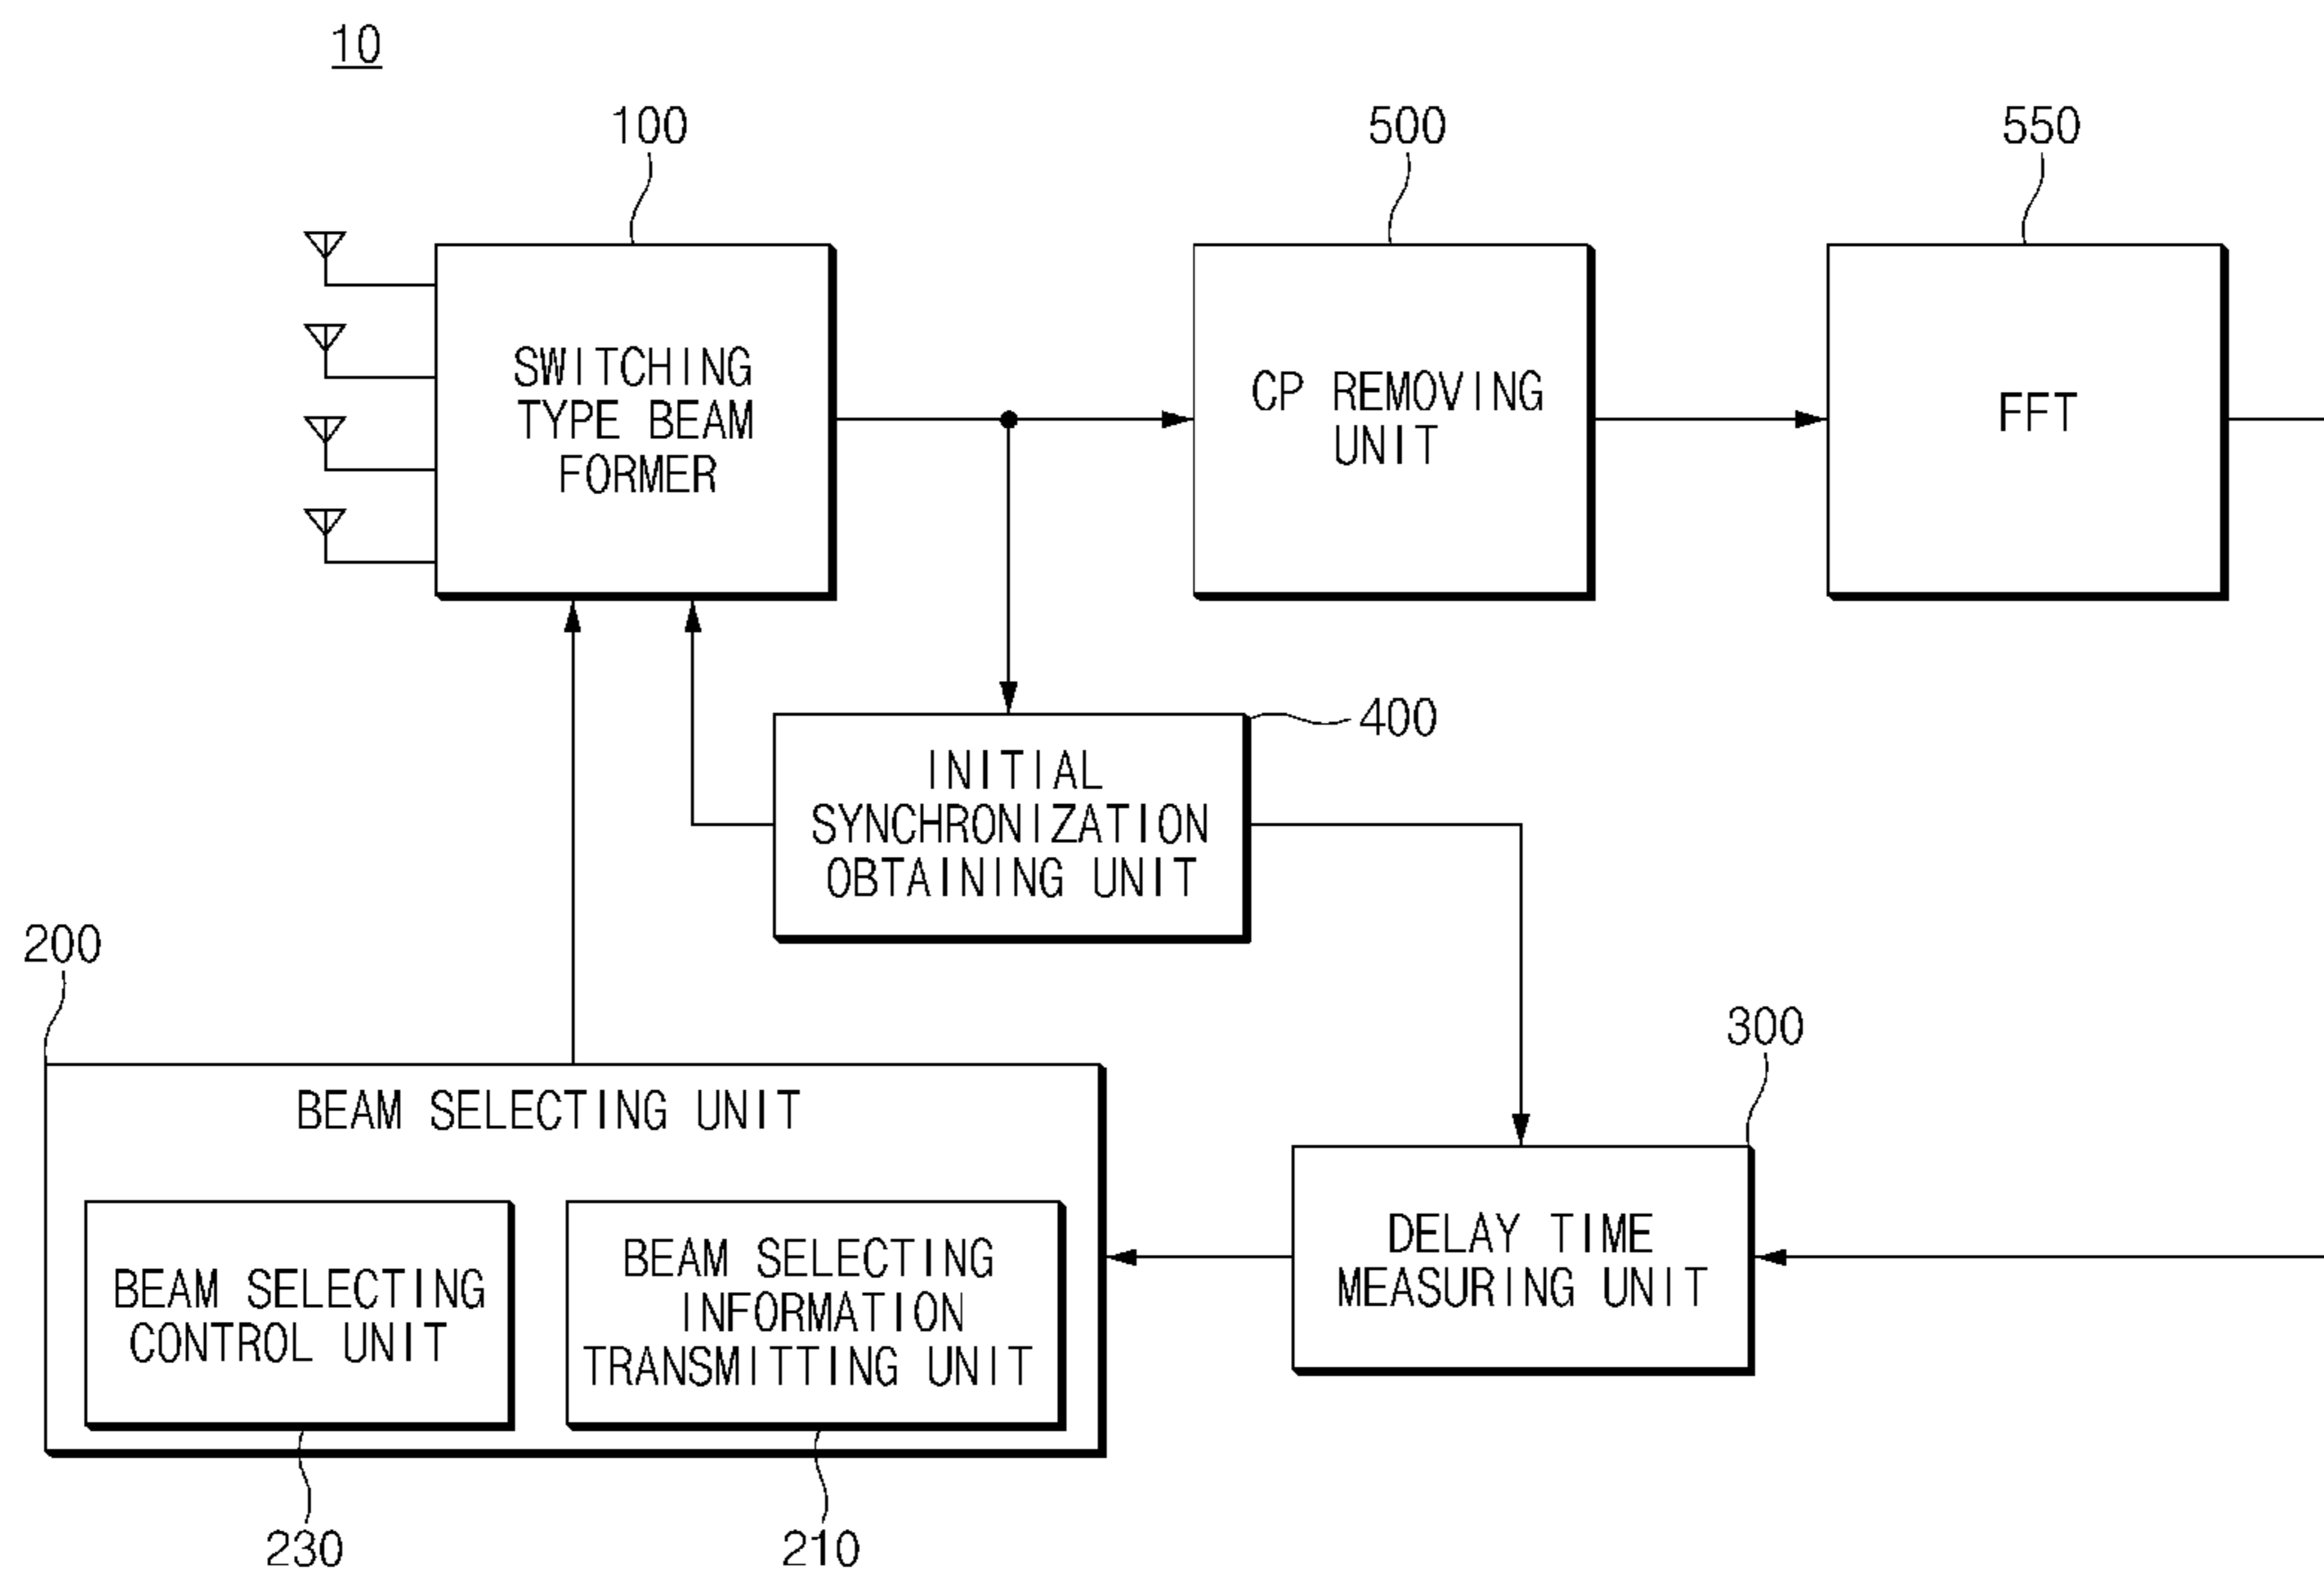 10
100
500
550
SWITCHING
TYPE BEAM
FORMER
CP REMOVING
UNIT
FFT
400
INITIAL
SYNCHRONIZATION
OBTAINING UNIT
200
300
BEAM SELECTING UNIT
BEAM SELECTING
CONTROL UNIT
BEAM SELECTING
INFORMATION
TRANSMITTING UNIT
DELAY TIME
MEASURING UNIT
230
210